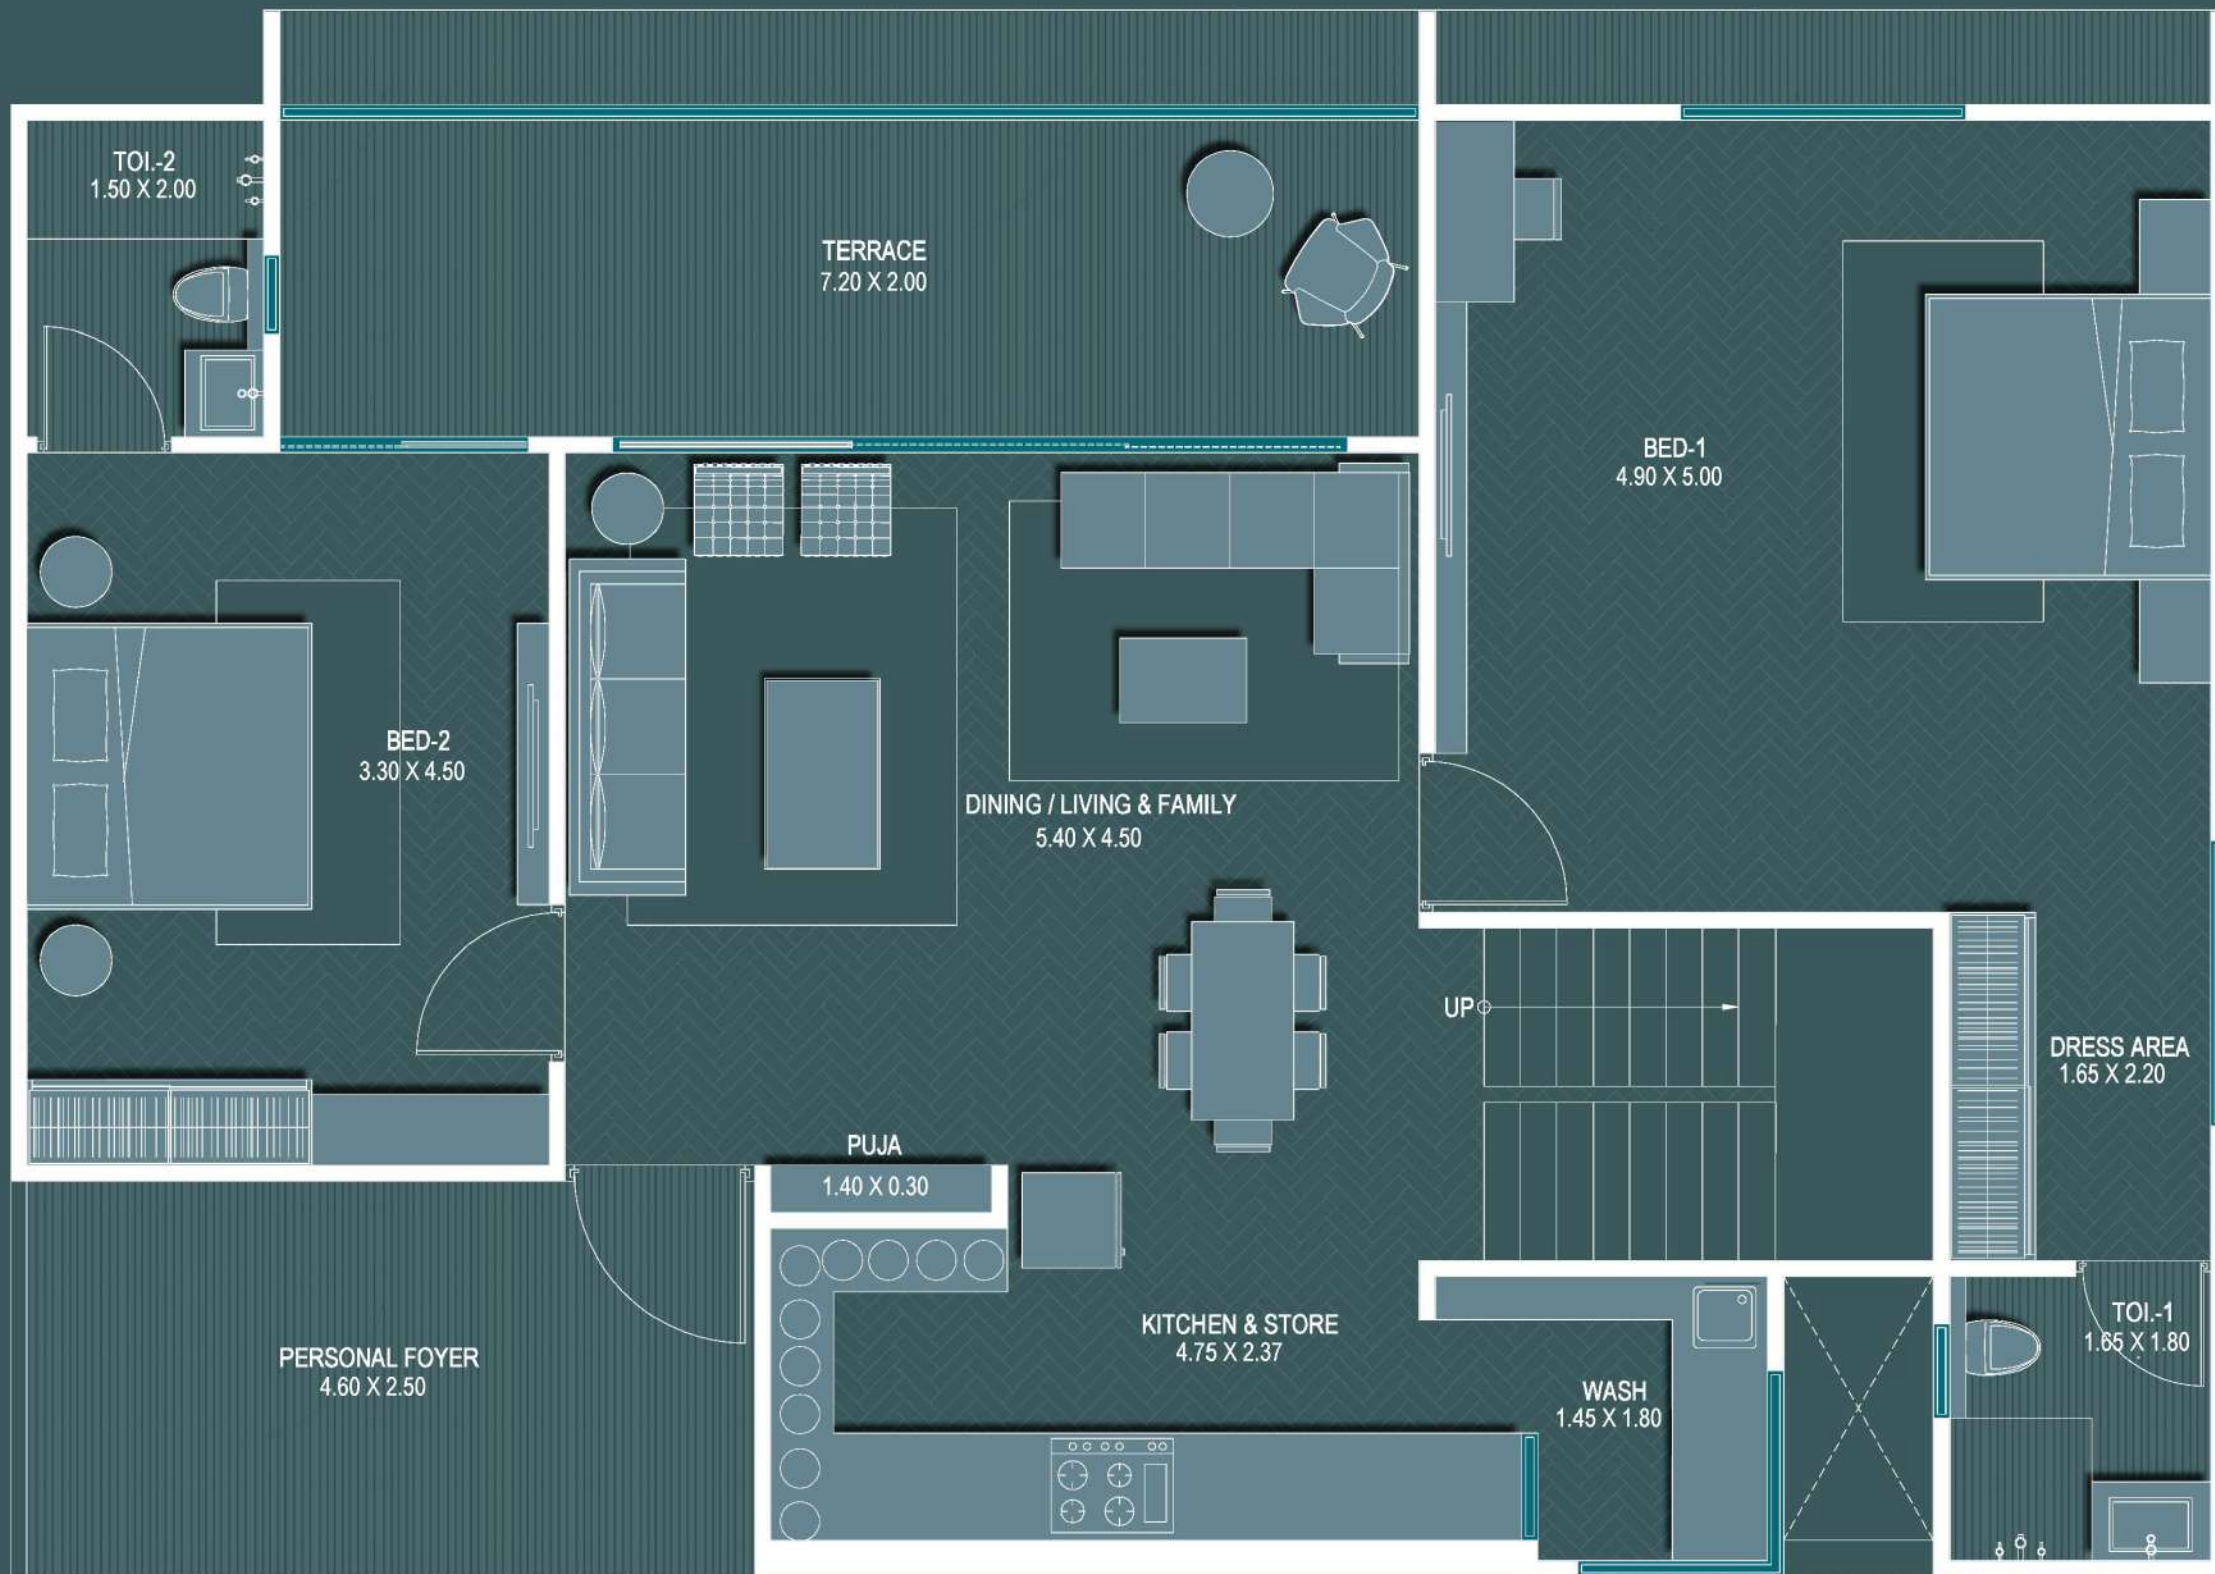 TOI.-2
1.50 X 2.00
TERRACE
7.20 X 2.00
BED-1
4.90 X 5.00
BED-2
3.30 X 4.50
DINING / LIVING & FAMILY
5.40 X 4.50
UP
DRESS AREA
1.65 X 2.20
PUJA
1.40 X 0.30
KITCHEN & STORE
4.75 X 2.37
TOI.-1
1.65 X 1.80
PERSONAL FOYER
4.60 X 2.50
WASH
1.45 X 1.80